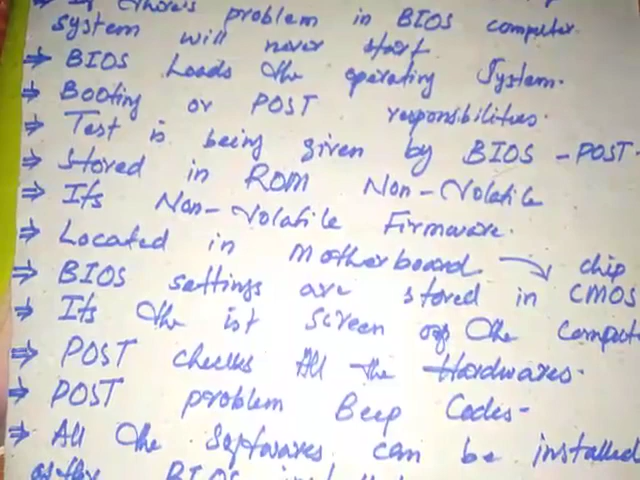 ⇒ If there's problem in BIOS computer
system will never start
⇒ BIOS Loads the operating System.
⇒ Booting or POST responsibilities.
⇒ Test is being given by BIOS - POST.
⇒ Stored in ROM Non-Volatile
⇒ Its Non-Volatile Firmware.
⇒ Located in motherboard → chip
⇒ BIOS settings are stored in CMOS
⇒ Its the 1st screen of the Comput
⇒ POST checks All the Hardwares.
⇒ POST problem Beep Codes-
⇒ All the Softwares can be installed
BIOS